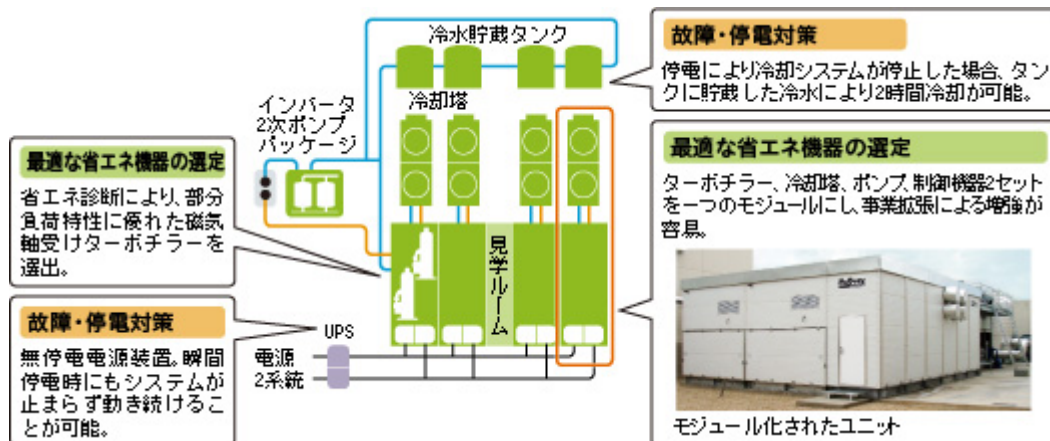 冷水貯蔵タンク
冷却塔
インバータ
2次ポンプ
パッケージ
最適な省エネ機器の選定
省エネ診断により、部分
負荷特性に優れた磁気
軸受けターボチラーを
選出。
故障・停電対策
無停電電源装置。瞬間
停電時にもシステムが
止まらず動き続けるこ
とが可能。
UPS
電源
2系統
見学ルーム
故障・停電対策
停電により冷却システムが停止した場合、タン
クに貯蔵した冷水により2時間冷却が可能。
最適な省エネ機器の選定
ターボチラー、冷却塔、ポンプ、制御機器2セット
を一つのモジュールにし、事業拡張による増強が
容易。
モジュール化されたユニット